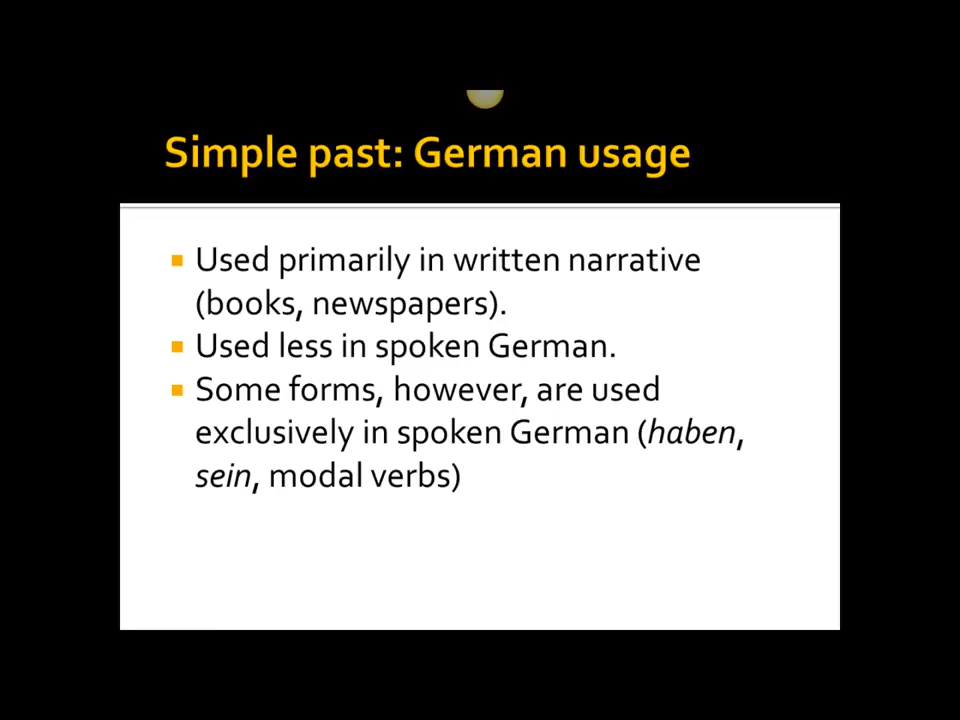 Simple past: German usage
Used primarily in written narrative
(books, newspapers).
Used less in spoken German.
Some forms, however, are used
exclusively in spoken German (haben,
sein, modal verbs)